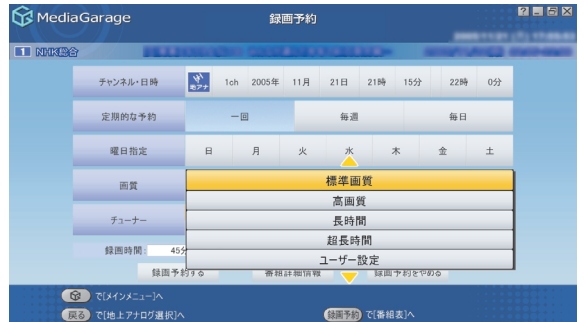 MediaGarage 録画予約
1 NHK総合
チャンネル・日時 地アナ 1ch 2005年 11月 21日 21時 15分 22時 0分
定期的な予約 一回 毎週 毎日
曜日指定 日 月 火 水 木 金 土
画質 標準画質
高画質
チューナー 長時間
超長時間
録画時間: 45分 ユーザー設定
録画予約する 番組詳細情報 録画予約をやめる
で[メインメニュー]へ
戻る で[地上アナログ選択]へ 録画予約 で[番組表]へ